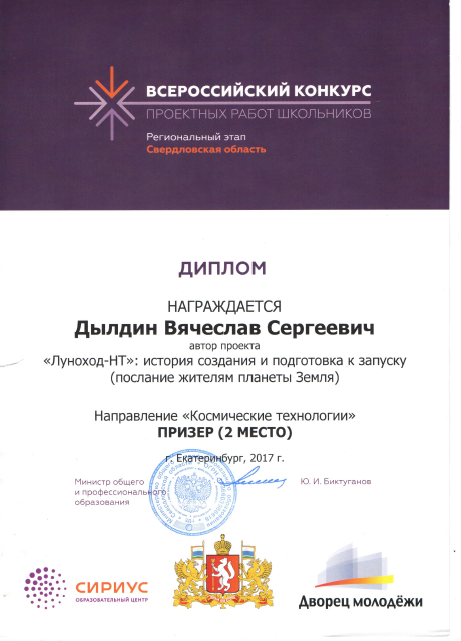 ВСЕРОССИЙСКИЙ КОНКУРС
ПРОЕКТНЫХ РАБОТ ШКОЛЬНИКОВ
Региональный этап
Свердловская область
ДИПЛОМ
НАГРАЖДАЕТСЯ
Дылдин Вячеслав Сергеевич
автор проекта
«Луноход-НТ»: история создания и подготовка к запуску
(послание жителям планеты Земля)
Направление «Космические технологии»
ПРИЗЕР (2 МЕСТО)
г. Екатеринбург, 2017 г.
Министр общего
и профессионального
образования
Ю. И. Биктуганов
СИРИУС
ОБРАЗОВАТЕЛЬНЫЙ ЦЕНТР
Дворец молодёжи